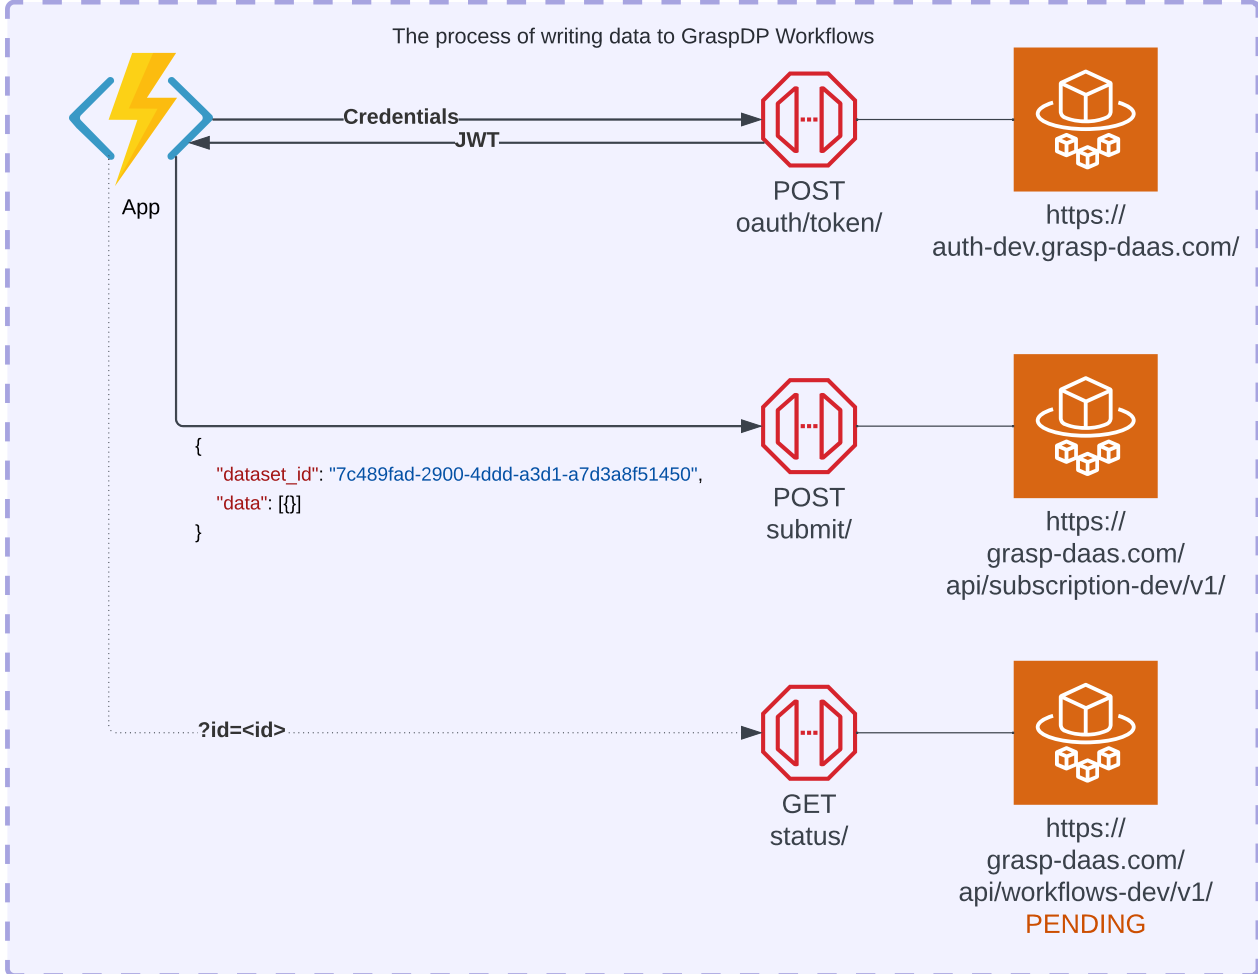 The process of writing data to GraspDP Workflows
Credentials
JWT
App
POST
oauth/token/
https://
auth-dev.grasp-daas.com/
{
"dataset_id": "7c489fad-2900-4ddd-a3d1-a7d3a8f51450",
"data": [{}]
}
POST
submit/
https://
grasp-daas.com/
api/subscription-dev/v1/
?id=<id>
GET
status/
https://
grasp-daas.com/
api/workflows-dev/v1/
PENDING